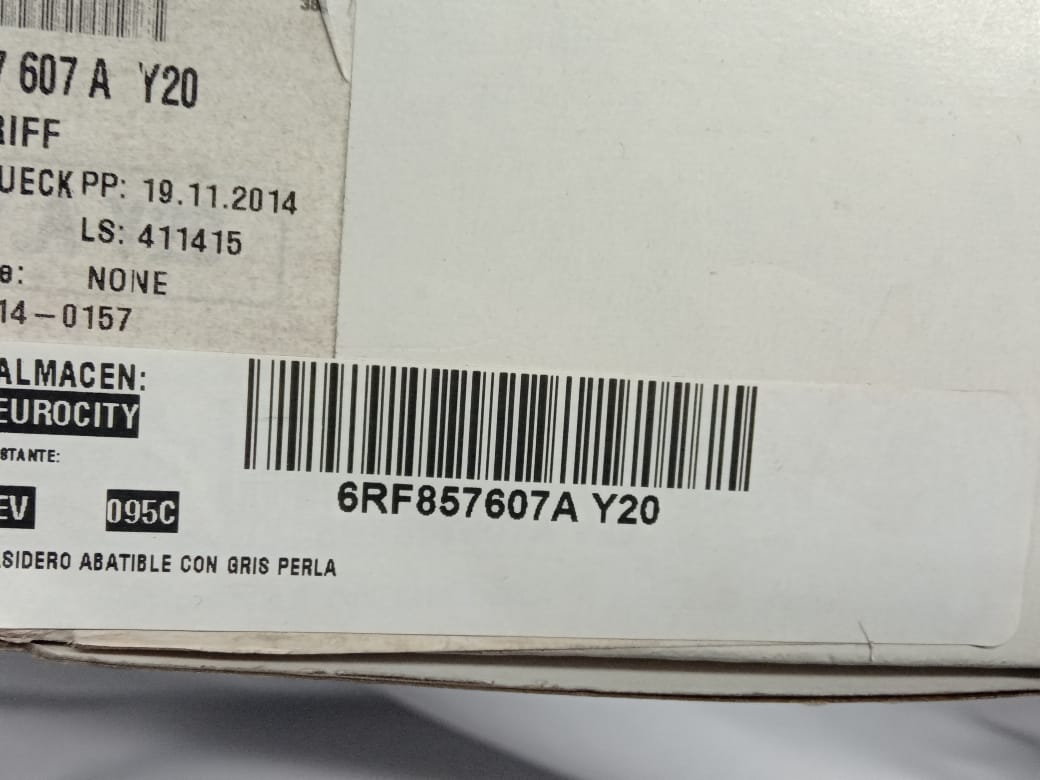 7 607 A Y20
RIFF
UECK PP: 19.11.2014
LS: 411415
NONE
14-0157
ALMACEN:
EUROCITY
STANTE:
EV 095C
6RF857607A Y20
SIDERO ABATIBLE CON GRIS PERLA